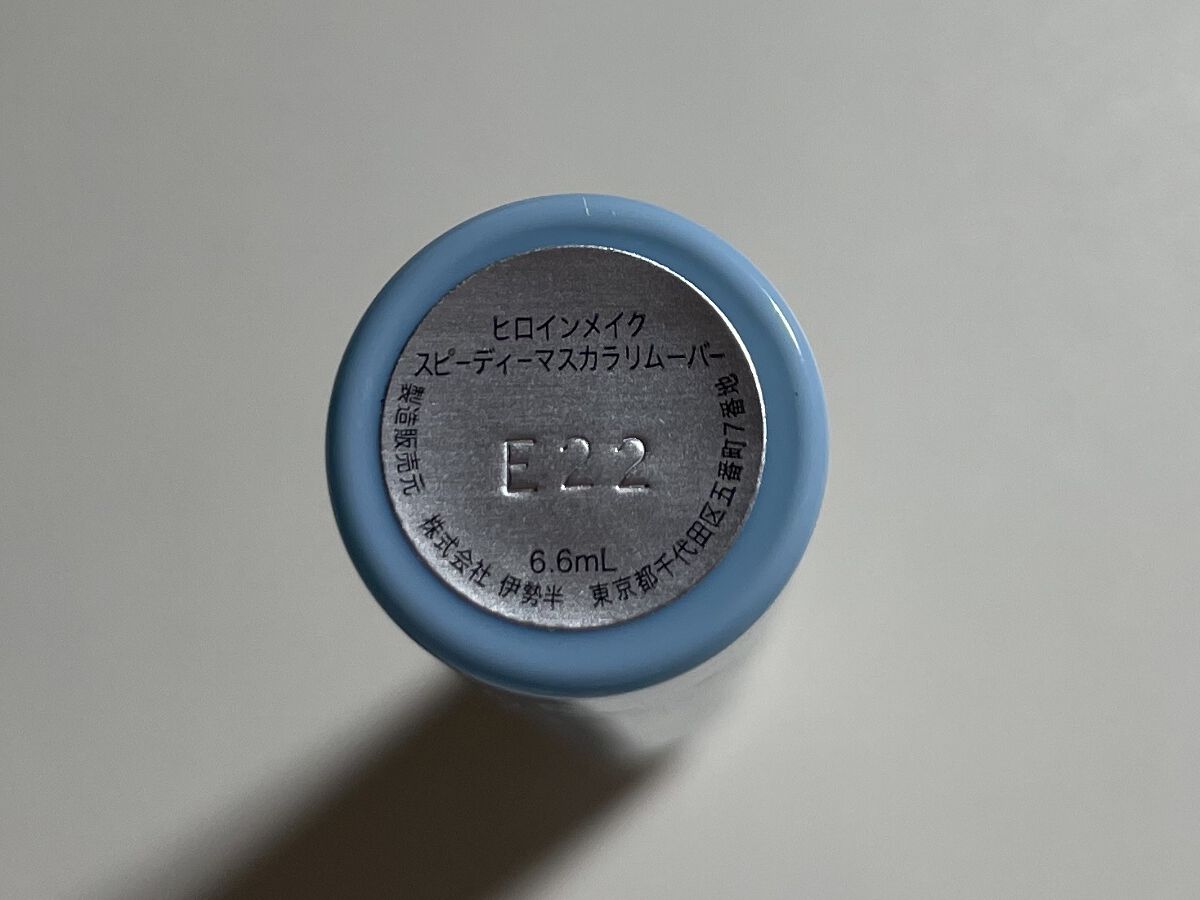 ヒロインメイク
スピーディーマスカラリムーバー
E22
6.6mL
製造販売元 株式会社 伊勢半 東京都千代田区五番町7番地